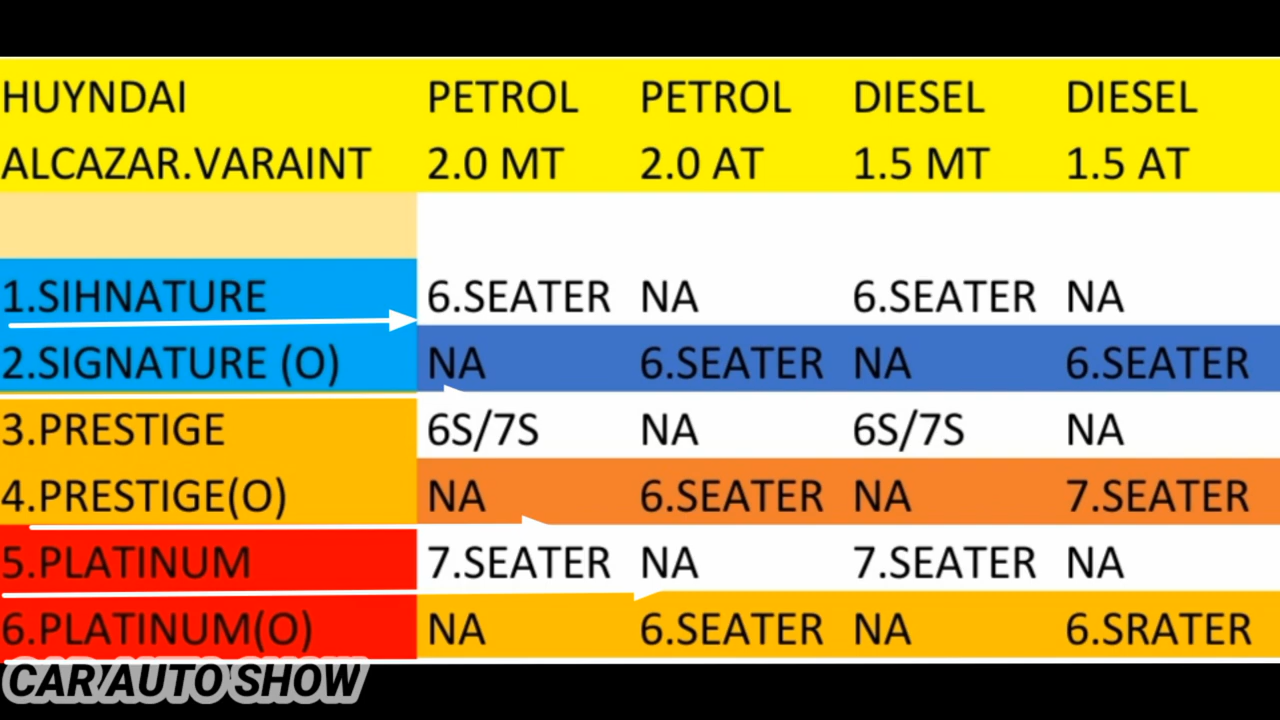 HUYNDAI PETROL PETROL DIESEL DIESEL
ALCAZAR.VARAINT 2.0 MT 2.0 AT 1.5 MT 1.5 AT
1.SIHNATURE 6.SEATER NA 6.SEATER NA
2.SIGNATURE (O) NA 6.SEATER NA 6.SEATER
3.PRESTIGE 6S/7S NA 6S/7S NA
4.PRESTIGE(O) NA 6.SEATER NA 7.SEATER
5.PLATINUM 7.SEATER NA 7.SEATER NA
6.PLATINUM(O) NA 6.SEATER NA 6.SRATER
CAR AUTO SHOW